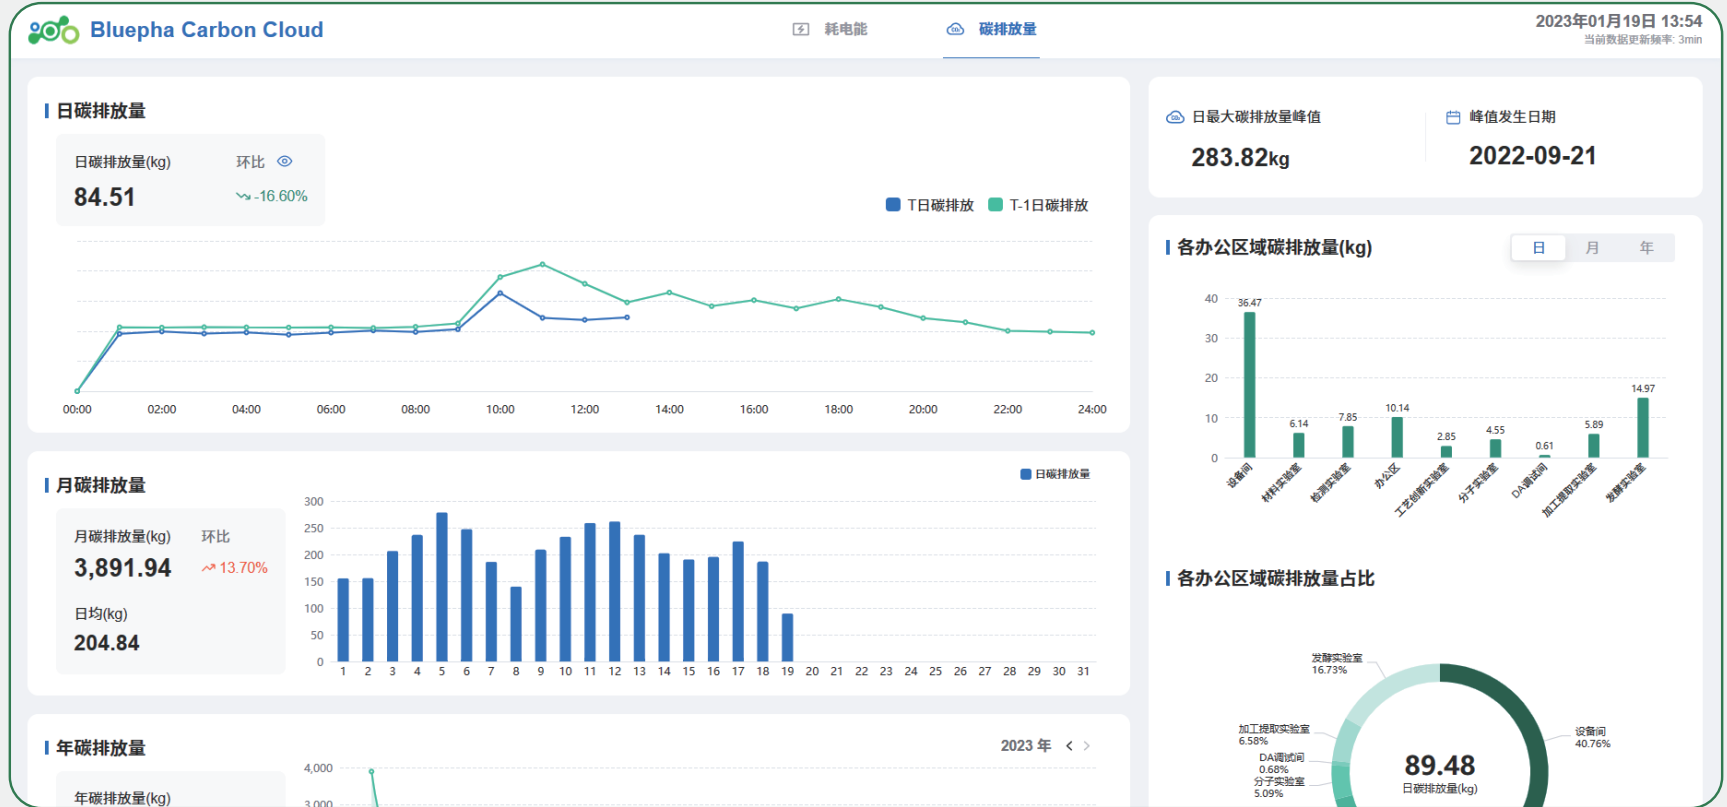 Bluepha Carbon Cloud
耗电能
碳排放量
2023年01月19日 13:54
当前数据更新频率: 3min
日碳排放量
日碳排放量(kg)
环比
84.51
-16.60%
T日碳排放
T-1日碳排放
00:00 02:00 04:00 06:00 08:00 10:00 12:00 14:00 16:00 18:00 20:00 22:00 24:00
月碳排放量
月碳排放量(kg)
环比
3,891.94
13.70%
日均(kg)
204.84
日碳排放量
300
250
200
150
100
50
0
1 2 3 4 5 6 7 8 9 10 11 12 13 14 15 16 17 18 19 20 21 22 23 24 25 26 27 28 29 30 31
年碳排放量
年碳排放量(kg)
2023 年
4,000
3,000
日最大碳排放量峰值
283.82kg
峰值发生日期
2022-09-21
各办公区域碳排放量(kg)
日 月 年
40
30
20
10
0
36.47
6.14
7.85
10.14
2.85
4.55
0.61
5.89
14.97
设备间
材料实验室
检测实验室
办公区
工艺创新实验室
分子实验室
DA调试间
加工提取实验室
发酵实验室
各办公区域碳排放量占比
发酵实验室
16.73%
加工提取实验室
6.58%
DA调试间
0.68%
分子实验室
5.09%
设备间
40.76%
89.48
日碳排放量(kg)